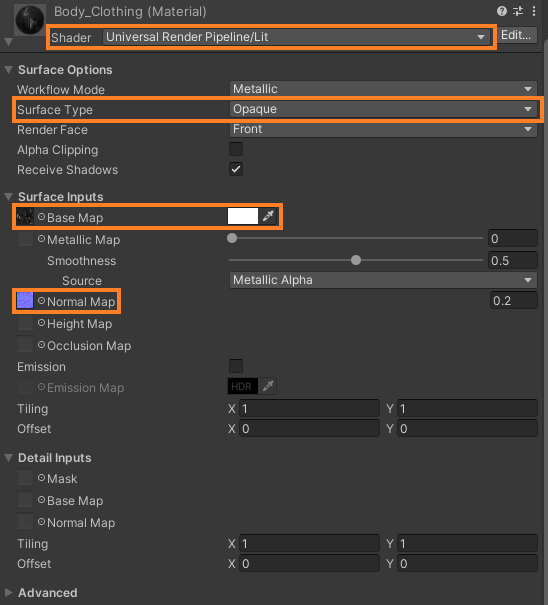 Body_Clothing (Material)
Shader Universal Render Pipeline/Lit Edit...
Surface Options
Workflow Mode Metallic
Surface Type Opaque
Render Face Front
Alpha Clipping
Receive Shadows
Surface Inputs
Base Map
Metallic Map 0
Smoothness 0.5
Source Metallic Alpha
Normal Map 0.2
Height Map
Occlusion Map
Emission
Emission Map HDR
Tiling X 1 Y 1
Offset X 0 Y 0
Detail Inputs
Mask
Base Map
Normal Map
Tiling X 1 Y 1
Offset X 0 Y 0
Advanced